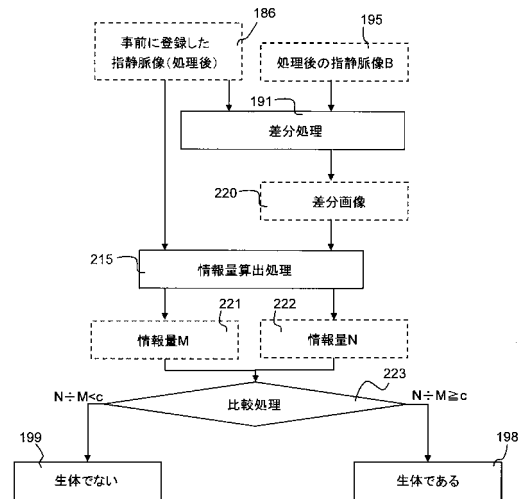 186
事前に登録した
指静脈像(処理後)
195
処理後の指静脈像B
191
差分処理
220
差分画像
215
情報量算出処理
221
情報量M
222
情報量N
223
N÷M<c
比較処理
N÷M≧c
199
生体でない
198
生体である